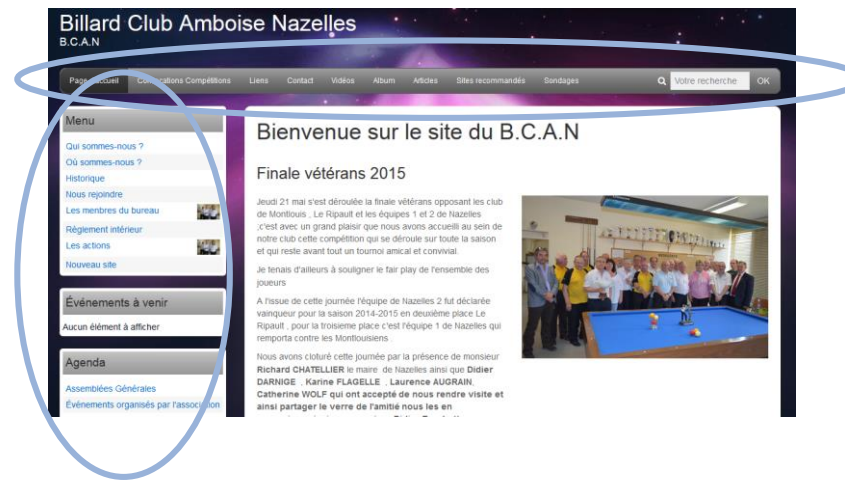 Billard Club Amboise Nazelles
B.C.A.N
Page d'accueil Convocations Compétitions Liens Contact Vidéos Album Articles Sites recommandés Sondages Votre recherche OK
Menu
Qui sommes-nous ?
Où sommes-nous ?
Historique
Nous rejoindre
Les menbres du bureau
Règlement intérieur
Les actions
Nouveau site
Événements à venir
Aucun élément à afficher
Agenda
Assemblées Générales
Événements organisés par l'association
Bienvenue sur le site du B.C.A.N
Finale vétérans 2015
Jeudi 21 mai s'est déroulée la finale vétérans opposant les club
de Montlouis , Le Ripault et les équipes 1 et 2 de Nazelles
;c'est avec un grand plaisir que nous avons accueilli au sein de
notre club cette compétition qui se déroule sur toute la saison
et qui reste avant tout un tournoi amical et convivial.
Je tenais d'ailleurs à souligner le fair play de l'ensemble des
joueurs
A l'issue de cette journée l'équipe de Nazelles 2 fut déclarée
vainqueur pour la saison 2014-2015 en deuxième place Le
Ripault , pour la troisieme place c'est l'équipe 1 de Nazelles qui
remporta contre les Montlouisiens
Nous avons cloturé cette journée par la présence de monsieur
Richard CHATELLIER le maire de Nazelles ainsi que Didier
DARNIGE , Karine FLAGELLE , Laurence AUGRAIN,
Catherine WOLF qui ont accepté de nous rendre visite et
ainsi partager le verre de l'amitié nous les en